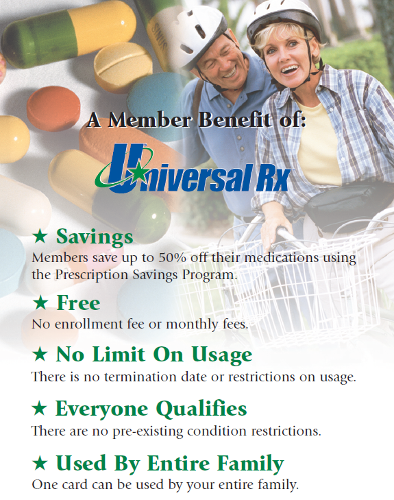 A Member Benefit of:
Universal Rx
★ Savings
Members save up to 50% off their medications using
the Prescription Savings Program.
★ Free
No enrollment fee or monthly fees.
★ No Limit On Usage
There is no termination date or restrictions on usage.
★ Everyone Qualifies
There are no pre-existing condition restrictions.
★ Used By Entire Family
One card can be used by your entire family.